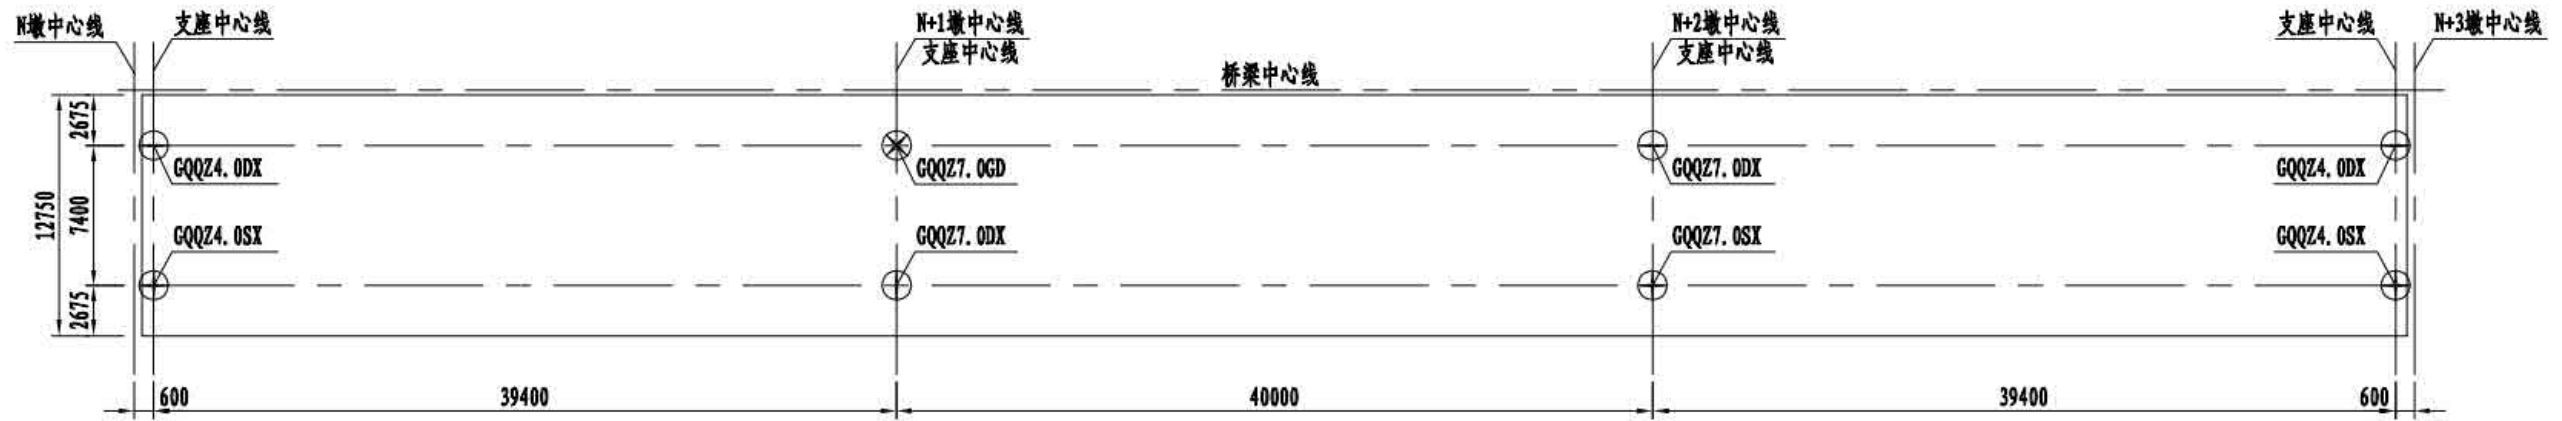 N墩中心线
支座中心线
N+1墩中心线
支座中心线
N+2墩中心线
支座中心线
支座中心线
N+3墩中心线
桥梁中心线
12750
2675
7400
2675
GQQZ4.0DX
GQQZ7.0GD
GQQZ7.0DX
GQQZ4.0DX
GQQZ4.0SX
GQQZ7.0DX
GQQZ7.0SX
GQQZ4.0SX
600
39400
40000
39400
600